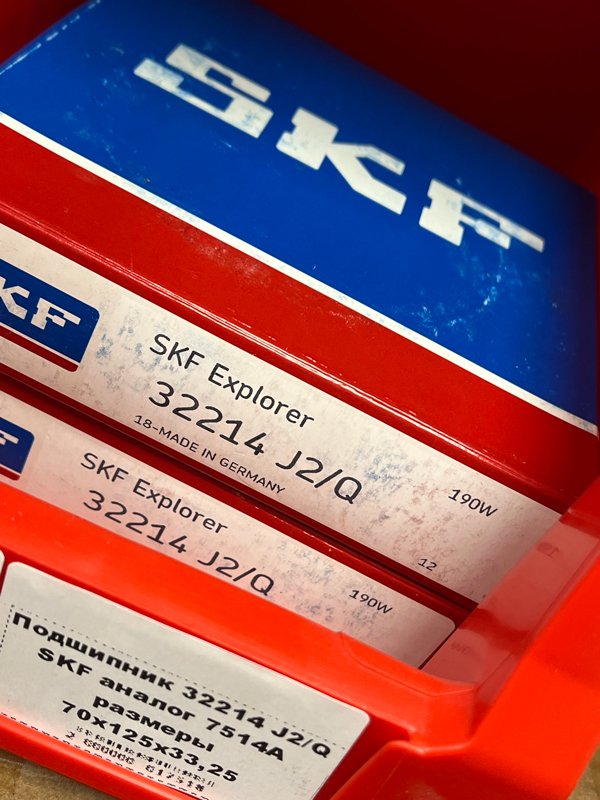 SKF
SKF
SKF Explorer
32214 J2/Q
18-MADE IN GERMANY
190W
12
SKF Explorer
32214 J2/Q
190W
Подшипник 32214 J2/Q
SKF аналог 7514А
размеры
70х125х33,25